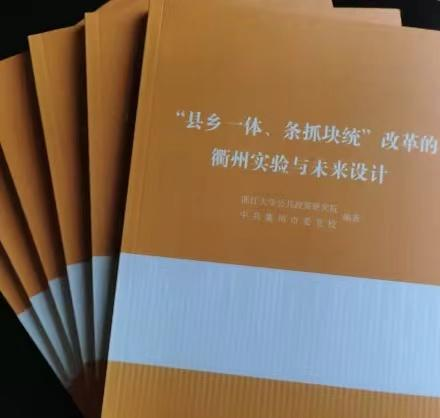 “县乡一体、条抓块统”改革的
衢州实验与未来设计
浙江大学公共政策研究院
中共衢州市委党校
编著